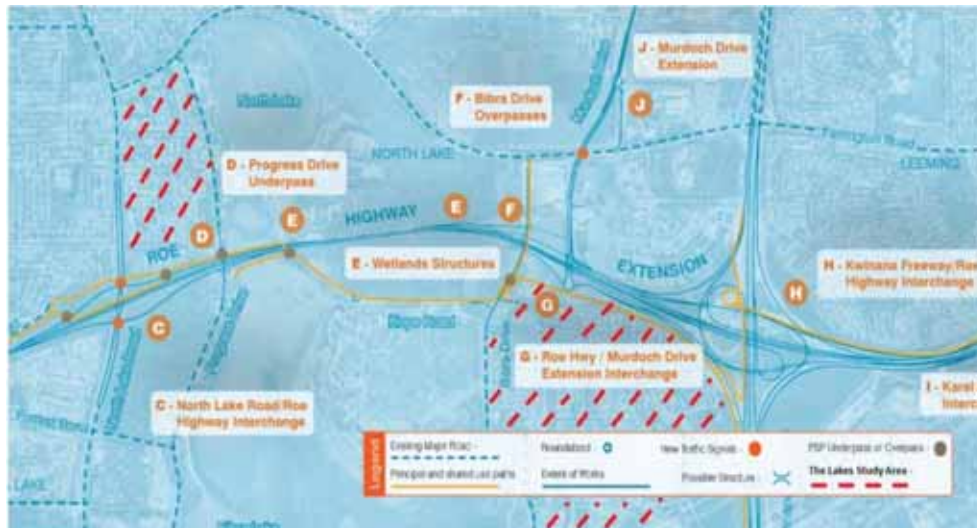 J - Murdoch Drive
Extension
F - Bibra Drive
Overpasses
NORTH LAKE
LEEMING
D - Progress Drive
Underpass
HIGHWAY
ROE
EXTENSION
D
E
E
F
J
E - Wetlands Structures
H - Kwinana Freeway/Roe
Highway Interchange
H
G
C
G - Roe Hwy / Murdoch Drive
Extension Interchange
I - Karel
Interc
C - North Lake Road/Roe
Highway Interchange
LAKE
Legend
Existing Major Road -
Roundabout -
New Traffic Signals -
PSP Underpass or Overpass -
Principal and shared use paths
Extent of Works
Possible Structure -
The Lakes Study Area -